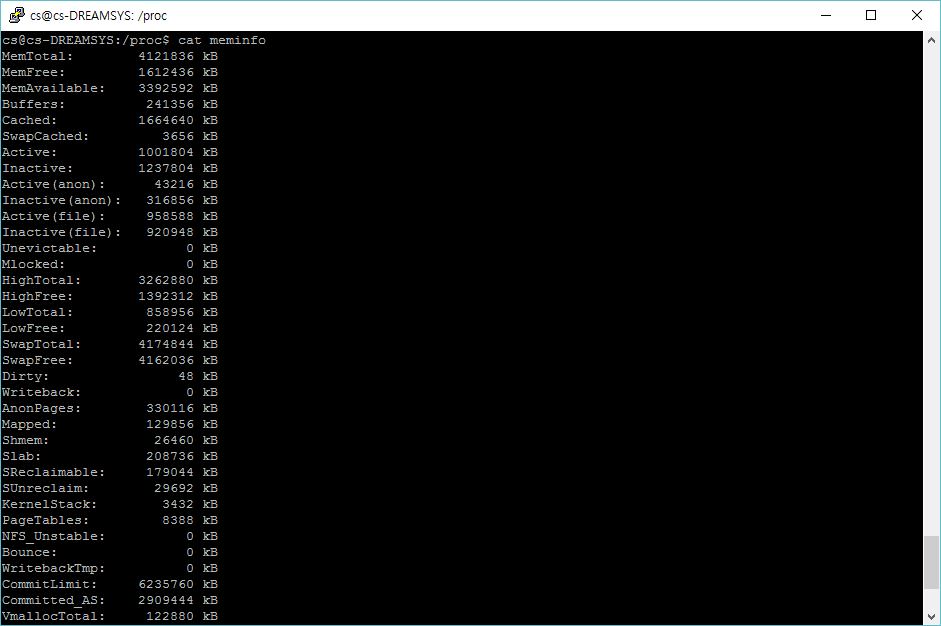 cs@cs-DREAMSYS: /proc
cs@cs-DREAMSYS:/proc$ cat meminfo
MemTotal:        4121836 kB
MemFree:         1612436 kB
MemAvailable:    3392592 kB
Buffers:          241356 kB
Cached:          1664640 kB
SwapCached:         3656 kB
Active:          1001804 kB
Inactive:        1237804 kB
Active(anon):      43216 kB
Inactive(anon):   316856 kB
Active(file):     958588 kB
Inactive(file):   920948 kB
Unevictable:           0 kB
Mlocked:               0 kB
HighTotal:       3262880 kB
HighFree:        1392312 kB
LowTotal:         858956 kB
LowFree:          220124 kB
SwapTotal:       4174844 kB
SwapFree:        4162036 kB
Dirty:                48 kB
Writeback:             0 kB
AnonPages:        330116 kB
Mapped:           129856 kB
Shmem:             26460 kB
Slab:             208736 kB
SReclaimable:     179044 kB
SUnreclaim:        29692 kB
KernelStack:        3432 kB
PageTables:         8388 kB
NFS_Unstable:          0 kB
Bounce:                0 kB
WritebackTmp:          0 kB
CommitLimit:     6235760 kB
Committed_AS:    2909444 kB
VmallocTotal:     122880 kB